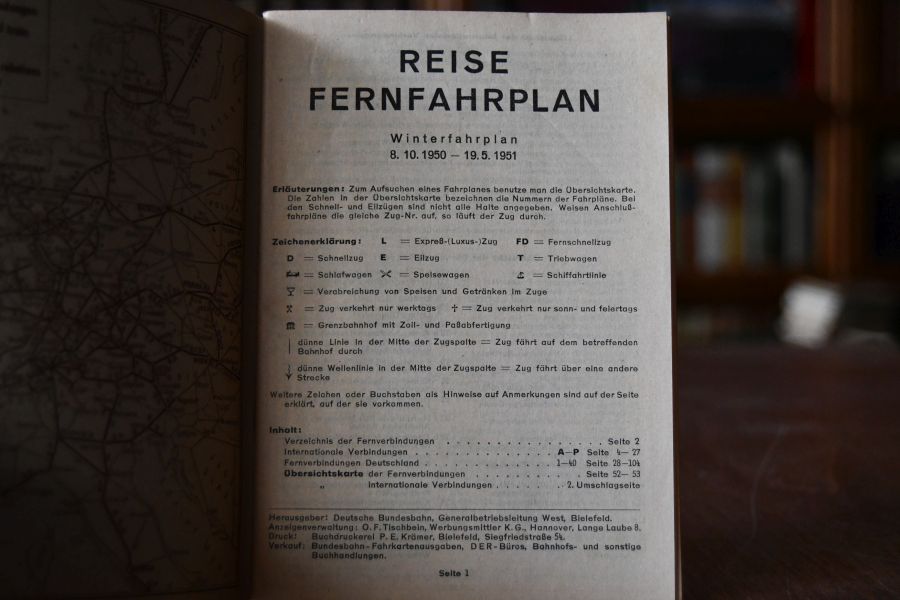 REISE
FERNFAHRPLAN
Winterfahrplan
8. 10. 1950 — 19. 5. 1951
Erläuterungen: Zum Aufsuchen eines Fahrplanes benutze man die Übersichtskarte.
Die Zahlen in der Übersichtskarte bezeichnen die Nummern der Fahrpläne. Bei
den Schnell- und Eilzügen sind nicht alle Halte angegeben. Weisen Anschluß-
fahrpläne die gleiche Zug-Nr. auf, so läuft der Zug durch.
Zeichenerklärung: L = Expreß-(Luxus-)Zug FD = Fernschnellzug
D = Schnellzug E = Eilzug T = Triebwagen
= Schlafwagen = Speisewagen = Schiffahrtlinie
= Verabreichung von Speisen und Getränken im Zuge
= Zug verkehrt nur werktags † = Zug verkehrt nur sonn- und feiertags
= Grenzbahnhof mit Zoll- und Paßabfertigung
dünne Linie in der Mitte der Zugspalte = Zug fährt auf dem betreffenden
Bahnhof durch
dünne Wellenlinie in der Mitte der Zugspalte = Zug fährt über eine andere
Strecke
Weitere Zeichen oder Buchstaben als Hinweise auf Anmerkungen sind auf der Seite
erklärt, auf der sie vorkommen.
Inhalt:
Verzeichnis der Fernverbindungen . . . . . . . . . . . . . . . . Seite 2
Internationale Verbindungen . . . . . . . . . . . . . A—P Seite 4— 27
Fernverbindungen Deutschland . . . . . . . . . . . . 1—40 Seite 28—104
Übersichtskarte der Fernverbindungen . . . . . . . . . . Seite 52— 53
„ Internationale Verbindungen . . . . . . . 2. Umschlagseite
Herausgeber: Deutsche Bundesbahn, Generalbetriebsleitung West, Bielefeld.
Anzeigenverwaltung: O. F. Tischbein, Werbungsmittler K. G., Hannover, Lange Laube 8.
Druck: Buchdruckerei P. E. Krämer, Bielefeld, Siegfriedstraße 54.
Verkauf: Bundesbahn-Fahrkartenausgaben, DER-Büros, Bahnhofs- und sonstige
Buchhandlungen.
Seite 1